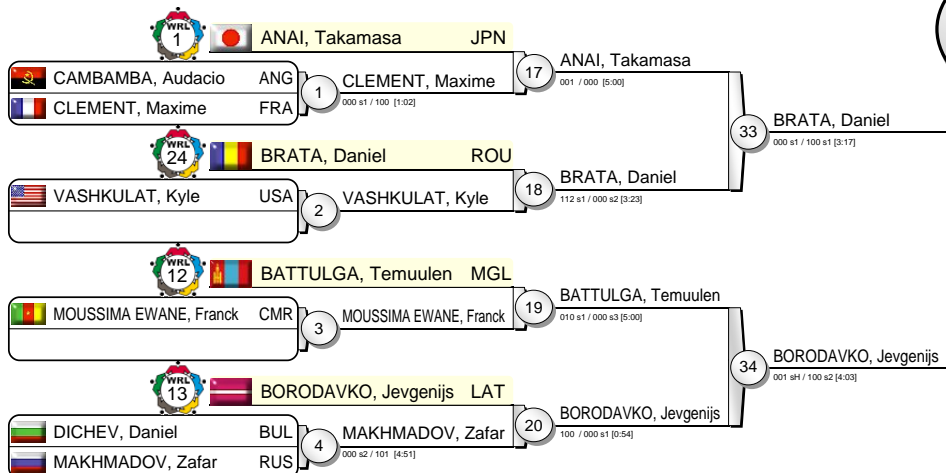 WRL
1
ANAI, Takamasa JPN
CAMBAMBA, Audacio ANG
CLEMENT, Maxime FRA
1
CLEMENT, Maxime
000 s1 / 100 [1:02]
17
ANAI, Takamasa
001 / 000 [5:00]
WRL
24
BRATA, Daniel ROU
VASHKULAT, Kyle USA
2
VASHKULAT, Kyle
18
BRATA, Daniel
112 s1 / 000 s2 [3:23]
33
BRATA, Daniel
000 s1 / 100 s1 [3:17]
WRL
12
BATTULGA, Temuulen MGL
MOUSSIMA EWANE, Franck CMR
3
MOUSSIMA EWANE, Franck
19
BATTULGA, Temuulen
010 s1 / 000 s3 [5:00]
WRL
13
BORODAVKO, Jevgenijs LAT
DICHEV, Daniel BUL
MAKHMADOV, Zafar RUS
4
MAKHMADOV, Zafar
000 s2 / 101 [4:51]
20
BORODAVKO, Jevgenijs
100 / 000 s1 [0:54]
34
BORODAVKO, Jevgenijs
001 sH / 100 s2 [4:03]